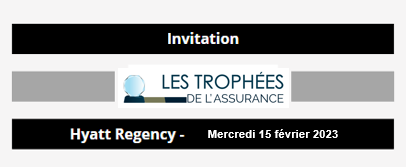 Invitation
LES TROPHÉES
DE L'ASSURANCE
Hyatt Regency - Mercredi 15 février 2023